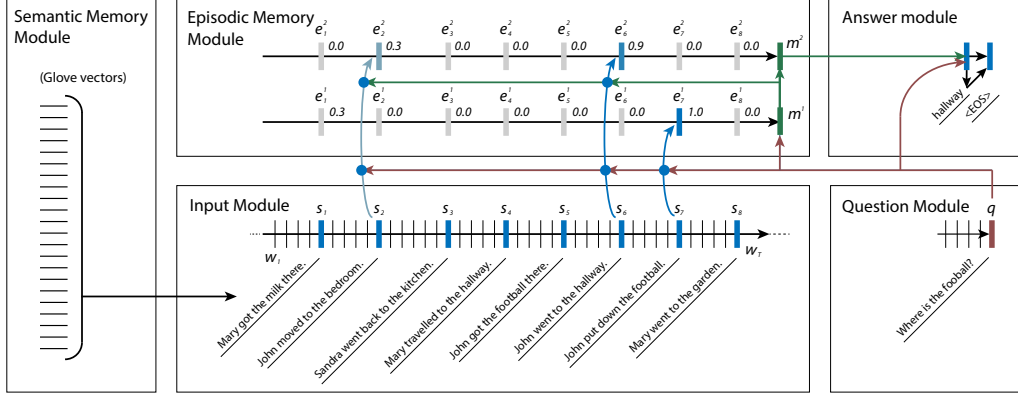 Semantic Memory
Module
(Glove vectors)
Episodic Memory
Module
e₁² e₂² e₃² e₄² e₅² e₆² e₇² e₈²
0.0 0.3 0.0 0.0 0.0 0.9 0.0 0.0
m²
e₁¹ e₂¹ e₃¹ e₄¹ e₅¹ e₆¹ e₇¹ e₈¹
0.3 0.0 0.0 0.0 0.0 0.0 1.0 0.0
m¹
Answer module
hallway
<EOS>
Input Module
s₁ s₂ s₃ s₄ s₅ s₆ s₇ s₈
w₁
w_T
Mary got the milk there.
John moved to the bedroom.
Sandra went back to the kitchen.
Mary travelled to the hallway.
John got the football there.
John went to the hallway.
John put down the football.
Mary went to the garden.
Question Module
q
Where is the fooball?